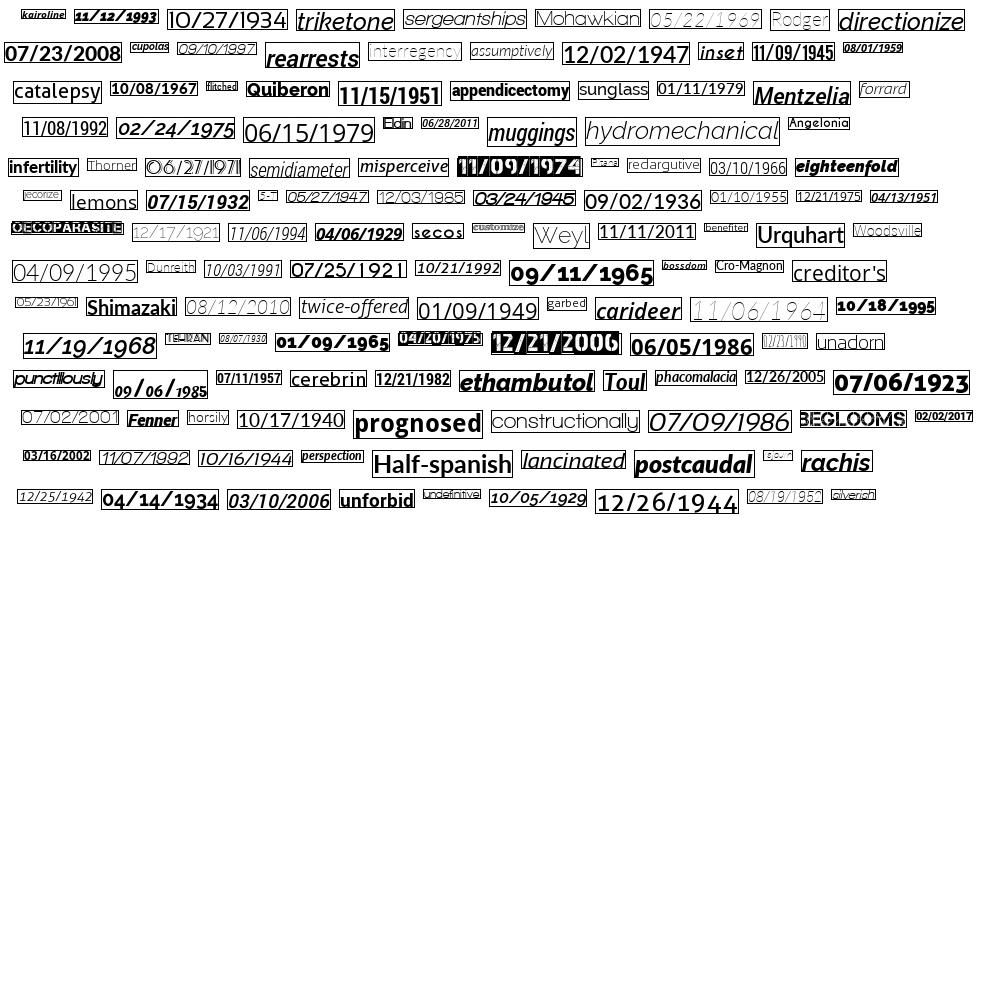 kairoline 11/12/1993 10/27/1934 triketone sergeantships Mohawkian 05/22/1969 Rodger directionize
07/23/2008 cupolas 09/10/1997 rearrests interregency assumptively 12/02/1947 inset 11/09/1945 08/01/1959
catalepsy 10/08/1967 flitched Quiberon 11/15/1951 appendicectomy sunglass 01/11/1979 Mentzelia forrard
11/08/1992 02/24/1975 06/15/1979 Eldin 06/28/2011 muggings hydromechanical Angelonia
infertility Thorner 06/27/1971 semidiameter misperceive 11/09/1974 redargutive 03/10/1966 eighteenfold
lemons 07/15/1932 S-T 05/27/1947 12/03/1985 03/24/1945 09/02/1936 01/10/1955 12/21/1975 04/13/1951
OECOPARASITE 12/17/1921 11/06/1994 04/06/1929 secos customize Weyl 11/11/2011 benefiter Urquhart Woodsville
04/09/1995 Dunreith 10/03/1991 07/25/1921 10/21/1992 09/11/1965 bossdom Cro-Magnon creditor's
05/23/1961 Shimazaki 08/12/2010 twice-offered 01/09/1949 garbed carideer 11/06/1964 10/18/1995
11/19/1968 TEHRAN 08/07/1930 01/09/1965 04/20/1975 12/21/2006 06/05/1986 02/23/1990 unadorn
punctiliously 09/06/1985 07/11/1957 cerebrin 12/21/1982 ethambutol Toul phacomalacia 12/26/2005 07/06/1923
07/02/2001 Fenner horsily 10/17/1940 prognosed constructionally 07/09/1986 BEGLOOMS 02/02/2017
03/16/2002 11/07/1992 10/16/1944 perspection Half-spanish lancinated postcaudal rachis
12/25/1942 04/14/1934 03/10/2006 unforbid undefinitive 10/05/1929 12/26/1944 08/19/1952 silverish